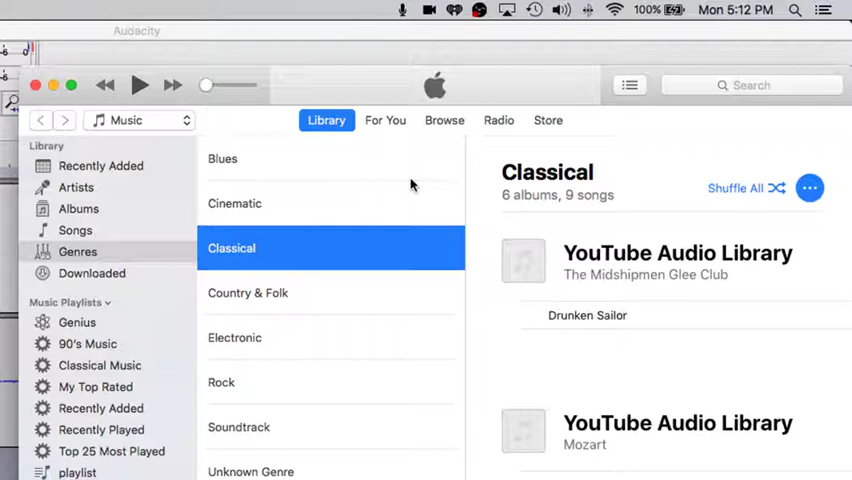 100% Mon 5:12 PM
Audacity
-6 0
-6
Search
Music
Library For You Browse Radio Store
Library
Recently Added
Artists
Albums
Songs
Genres
Downloaded
Music Playlists
Genius
90's Music
Classical Music
My Top Rated
Recently Added
Recently Played
Top 25 Most Played
playlist
Blues
Cinematic
Classical
Country & Folk
Electronic
Rock
Soundtrack
Unknown Genre
Classical
6 albums, 9 songs
Shuffle All
YouTube Audio Library
The Midshipmen Glee Club
Drunken Sailor
YouTube Audio Library
Mozart